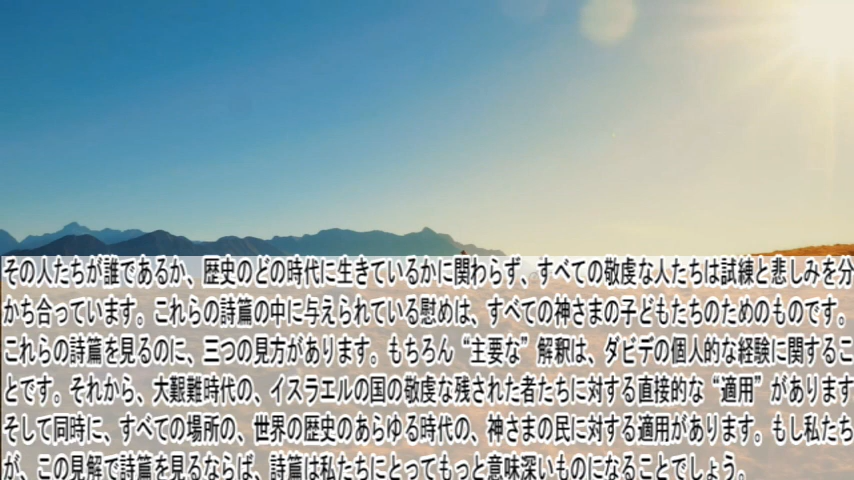 その人たちが誰であるか、歴史のどの時代に生きているかに関わらず、すべての敬虔な人たちは試練と悲しみを分
かち合っています。これらの詩篇の中に与えられている慰めは、すべての神さまの子どもたちのためのものです。
これらの詩篇を見るのに、三つの見方があります。もちろん“主要な”解釈は、ダビデの個人的な経験に関するこ
とです。それから、大艱難時代の、イスラエルの国の敬虔な残された者たちに対する直接的な“適用”があります
そして同時に、すべての場所の、世界の歴史のあらゆる時代の、神さまの民に対する適用があります。もし私たち
が、この見解で詩篇を見るならば、詩篇は私たちにとってもっと意味深いものになることでしょう。